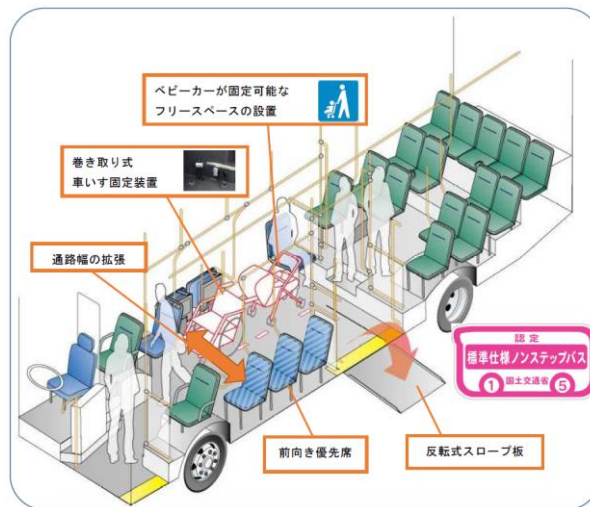 ベビーカーが固定可能な
フリースペースの設置
巻き取り式
車いす固定装置
通路幅の拡張
認定
標準仕様ノンステップバス
1 国土交通省 5
前向き優先席
反転式スロープ板